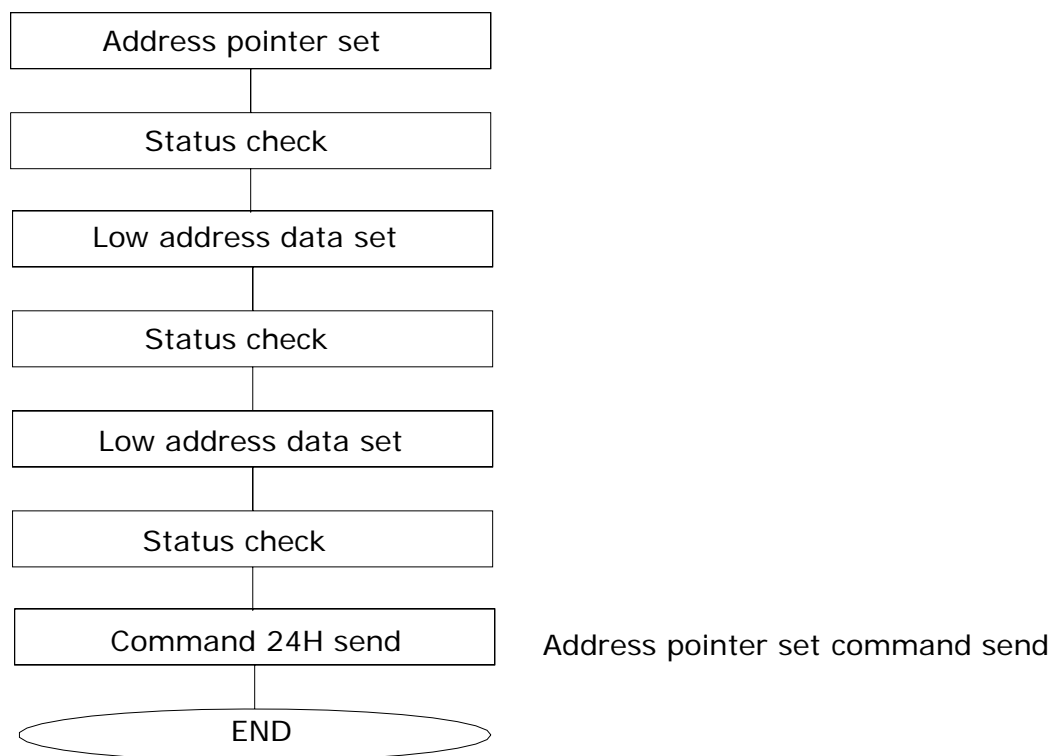 Address pointer set
Status check
Low address data set
Status check
Low address data set
Status check
Command 24H send
Address pointer set command send
END